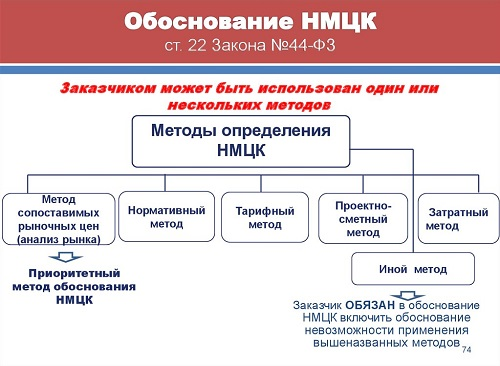 Обоснование НМЦК
ст. 22 Закона №44-ФЗ
Заказчиком может быть использован один или
нескольких методов
Методы определения
НМЦК
Метод
сопоставимых
рыночных цен
(анализ рынка)
Нормативный
метод
Тарифный
метод
Проектно-
сметный
метод
Затратный
метод
Приоритетный
метод обоснования
НМЦК
Иной метод
Заказчик ОБЯЗАН в обоснование
НМЦК включить обоснование
невозможности применения
вышеназванных методов
74